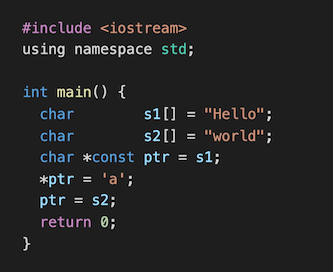 #include <iostream>
using namespace std;

int main() {
  char        s1[] = "Hello";
  char        s2[] = "world";
  char *const ptr = s1;
  *ptr = 'a';
  ptr = s2;
  return 0;
}